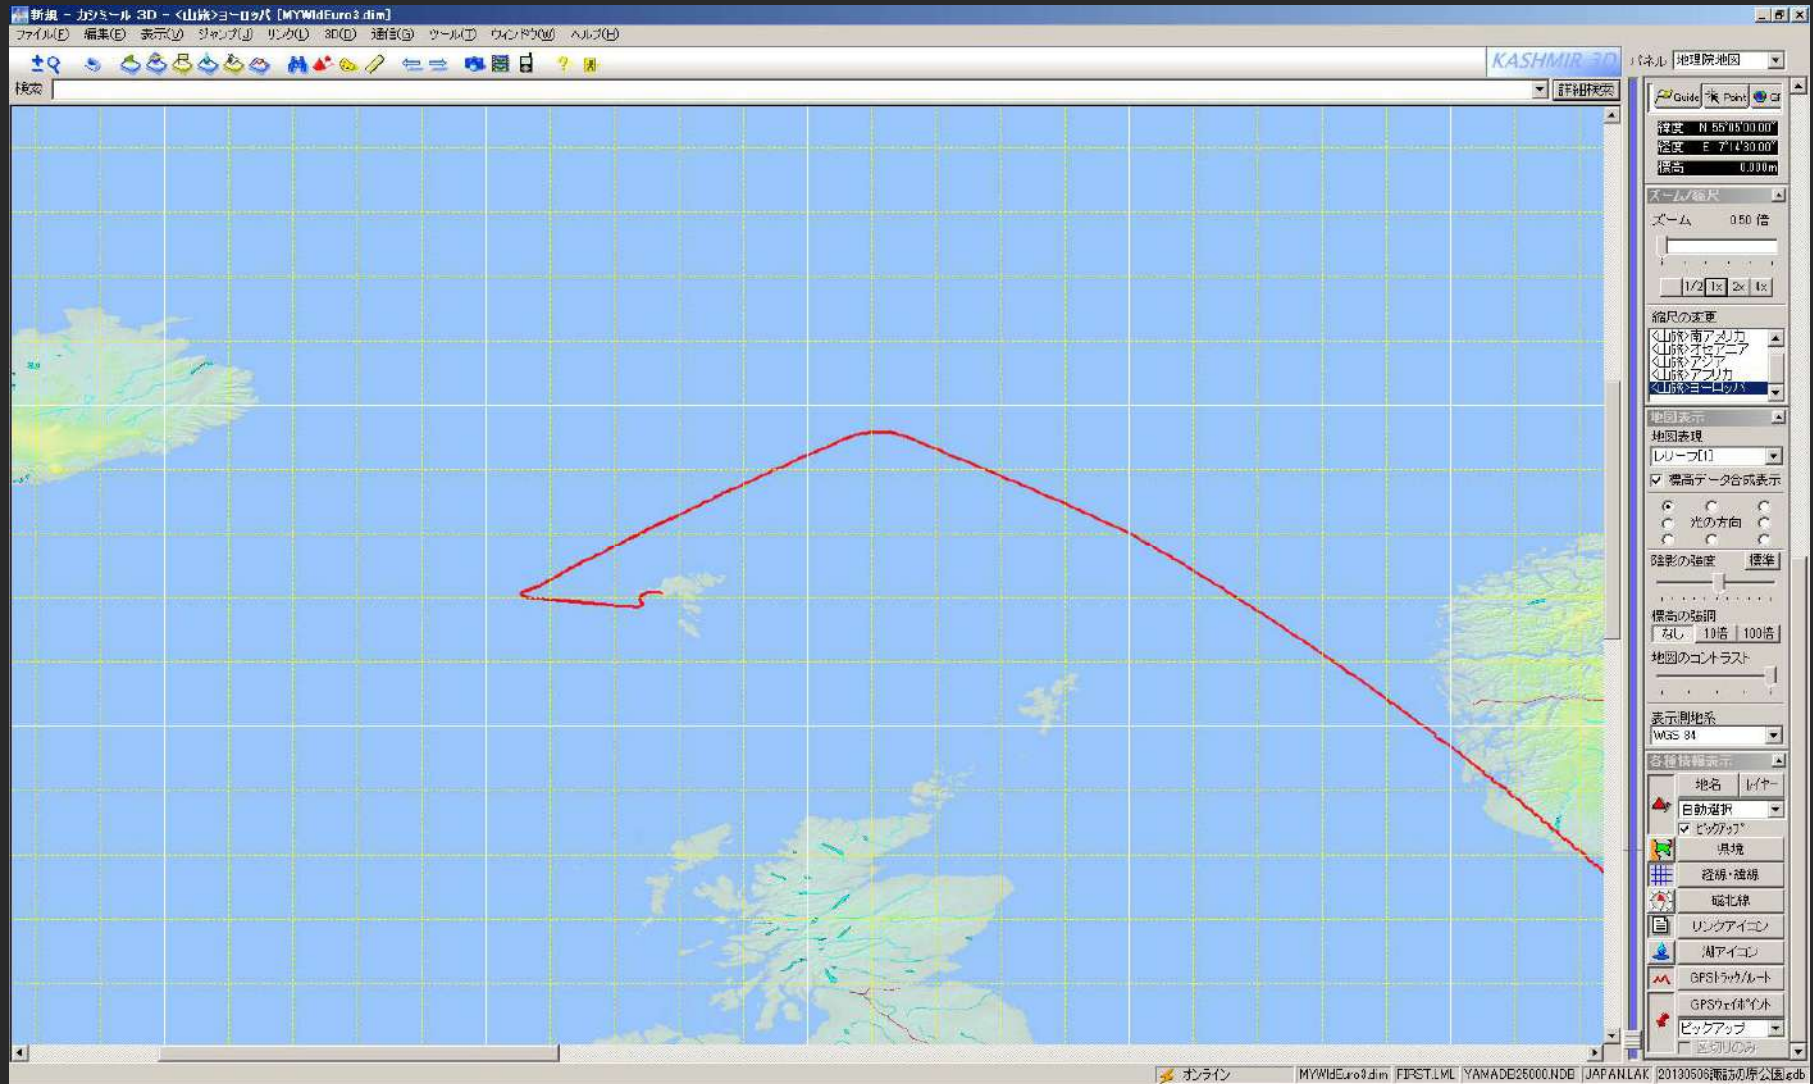 新規 - カシミール 3D - <山旅>ヨーロッパ [MYWldEuro3.dim]
ファイル(F) 編集(E) 表示(V) ジャンプ(J) リンク(L) 3D(D) 通信(G) ツール(T) ウィンドウ(W) ヘルプ(H)
KASHMIR 3D
パネル 地理院地図
検索 詳細検索
Guide Point
緯度 N 55°05'00.00"
経度 E 7°14'30.00"
標高 0.000m
ズーム/縮尺
ズーム 0.50 倍
1/2 1x 2x 4x
縮尺の変更
<山旅>南アメリカ
<山旅>オセアニア
<山旅>アジア
<山旅>アフリカ
<山旅>ヨーロッパ
地図表示
地図表現
レリーフ[1]
標高データ合成表示
光の方向
陰影の強度 標準
標高の強調
なし 10倍 100倍
地図のコントラスト
表示測地系
WGS 84
各種情報表示
地名 レイヤー
自動選択
ピックアップ
県境
経線・緯線
磁北線
リンクアイコン
湖アイコン
GPSトラック/ルート
GPSウェイポイント
ピックアップ
区切りのみ
オンライン MYWldEuro3.dim FIRST.LML YAMADB25000.NDB JAPAN.LAK 20130506諏訪の原公園.gdb